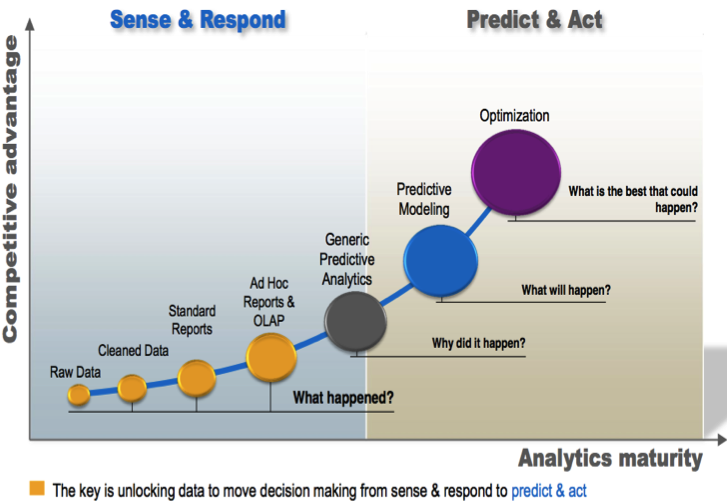 Sense & Respond
Predict & Act
Competitive advantage
Optimization
What is the best that could
happen?
Predictive
Modeling
What will happen?
Generic
Predictive
Analytics
Why did it happen?
Ad Hoc
Reports &
OLAP
Standard
Reports
Cleaned Data
Raw Data
What happened?
Analytics maturity
The key is unlocking data to move decision making from sense & respond to predict & act